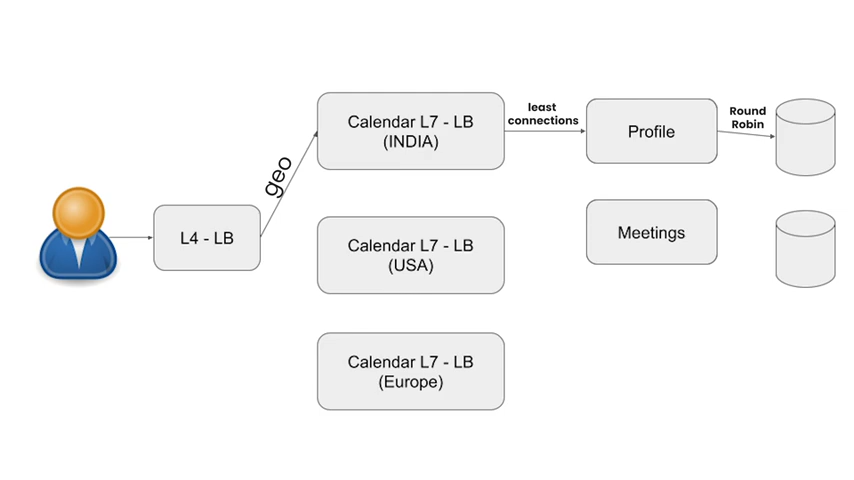 L4 - LB
geo
Calendar L7 - LB
(INDIA)
least
connections
Profile
Round
Robin
Calendar L7 - LB
(USA)
Meetings
Calendar L7 - LB
(Europe)